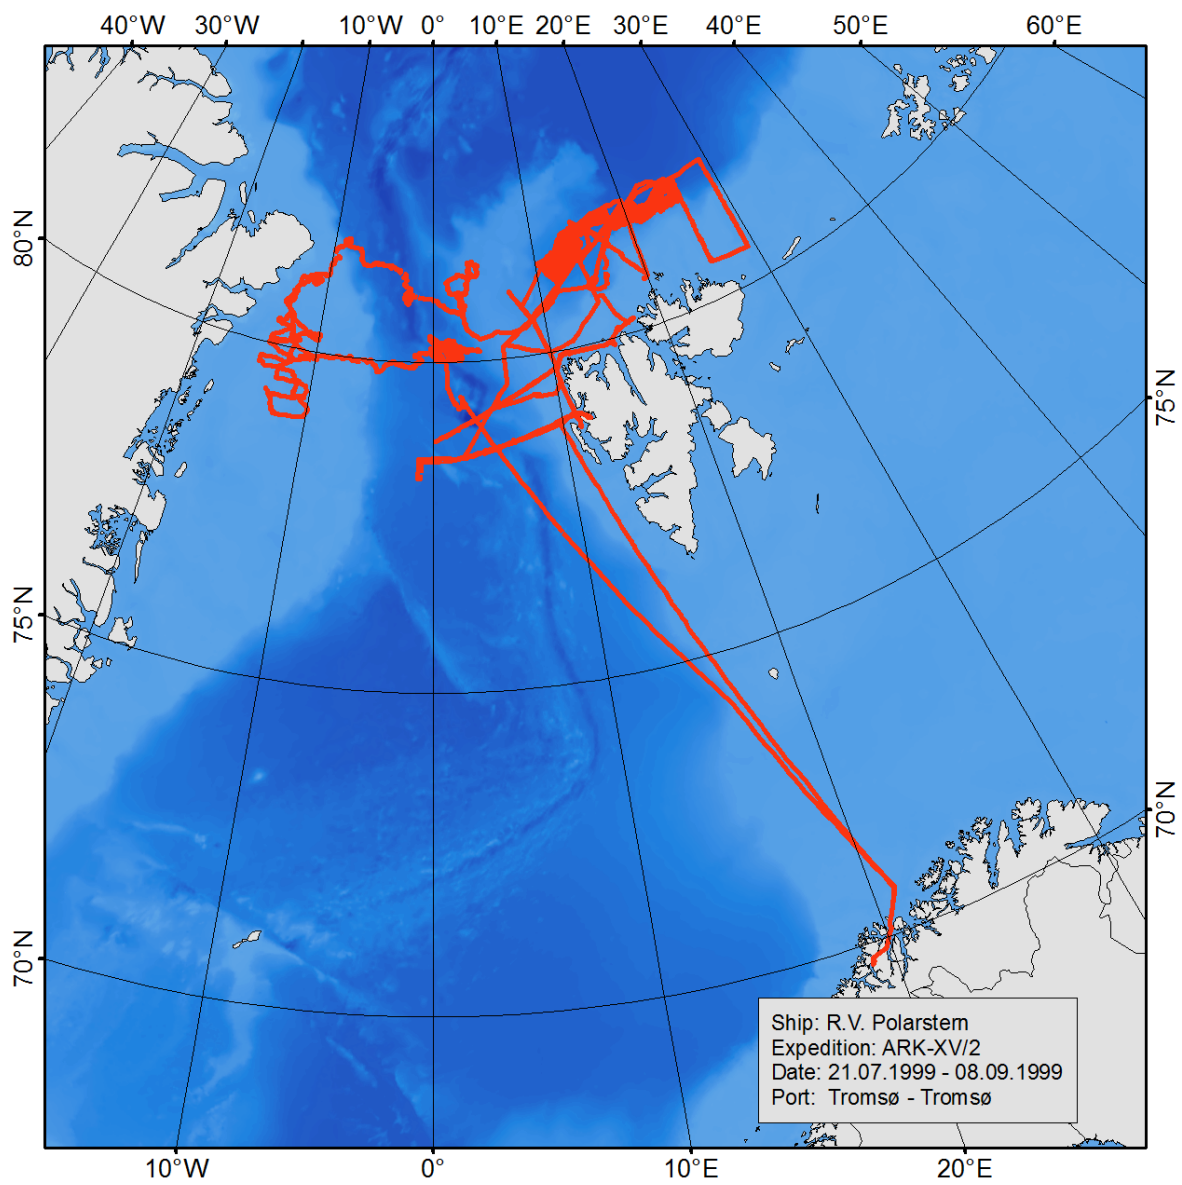 40°W 30°W 10°W 0° 10°E 20°E 30°E 40°E 50°E 60°E
80°N
75°N
75°N
70°N
70°N
Ship: R.V. Polarstern
Expedition: ARK-XV/2
Date: 21.07.1999 - 08.09.1999
Port: Tromsø - Tromsø
10°W 0° 10°E 20°E